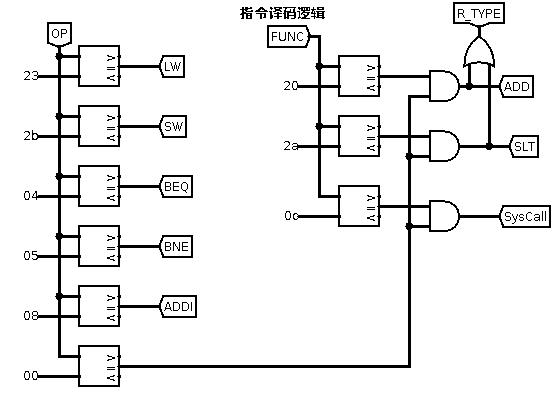 指令译码逻辑
R_TYPE
OP
FUNC
23
LW
20
ADD
2b
SW
2a
SLT
04
BEQ
0c
SysCall
05
BNE
08
ADDI
00